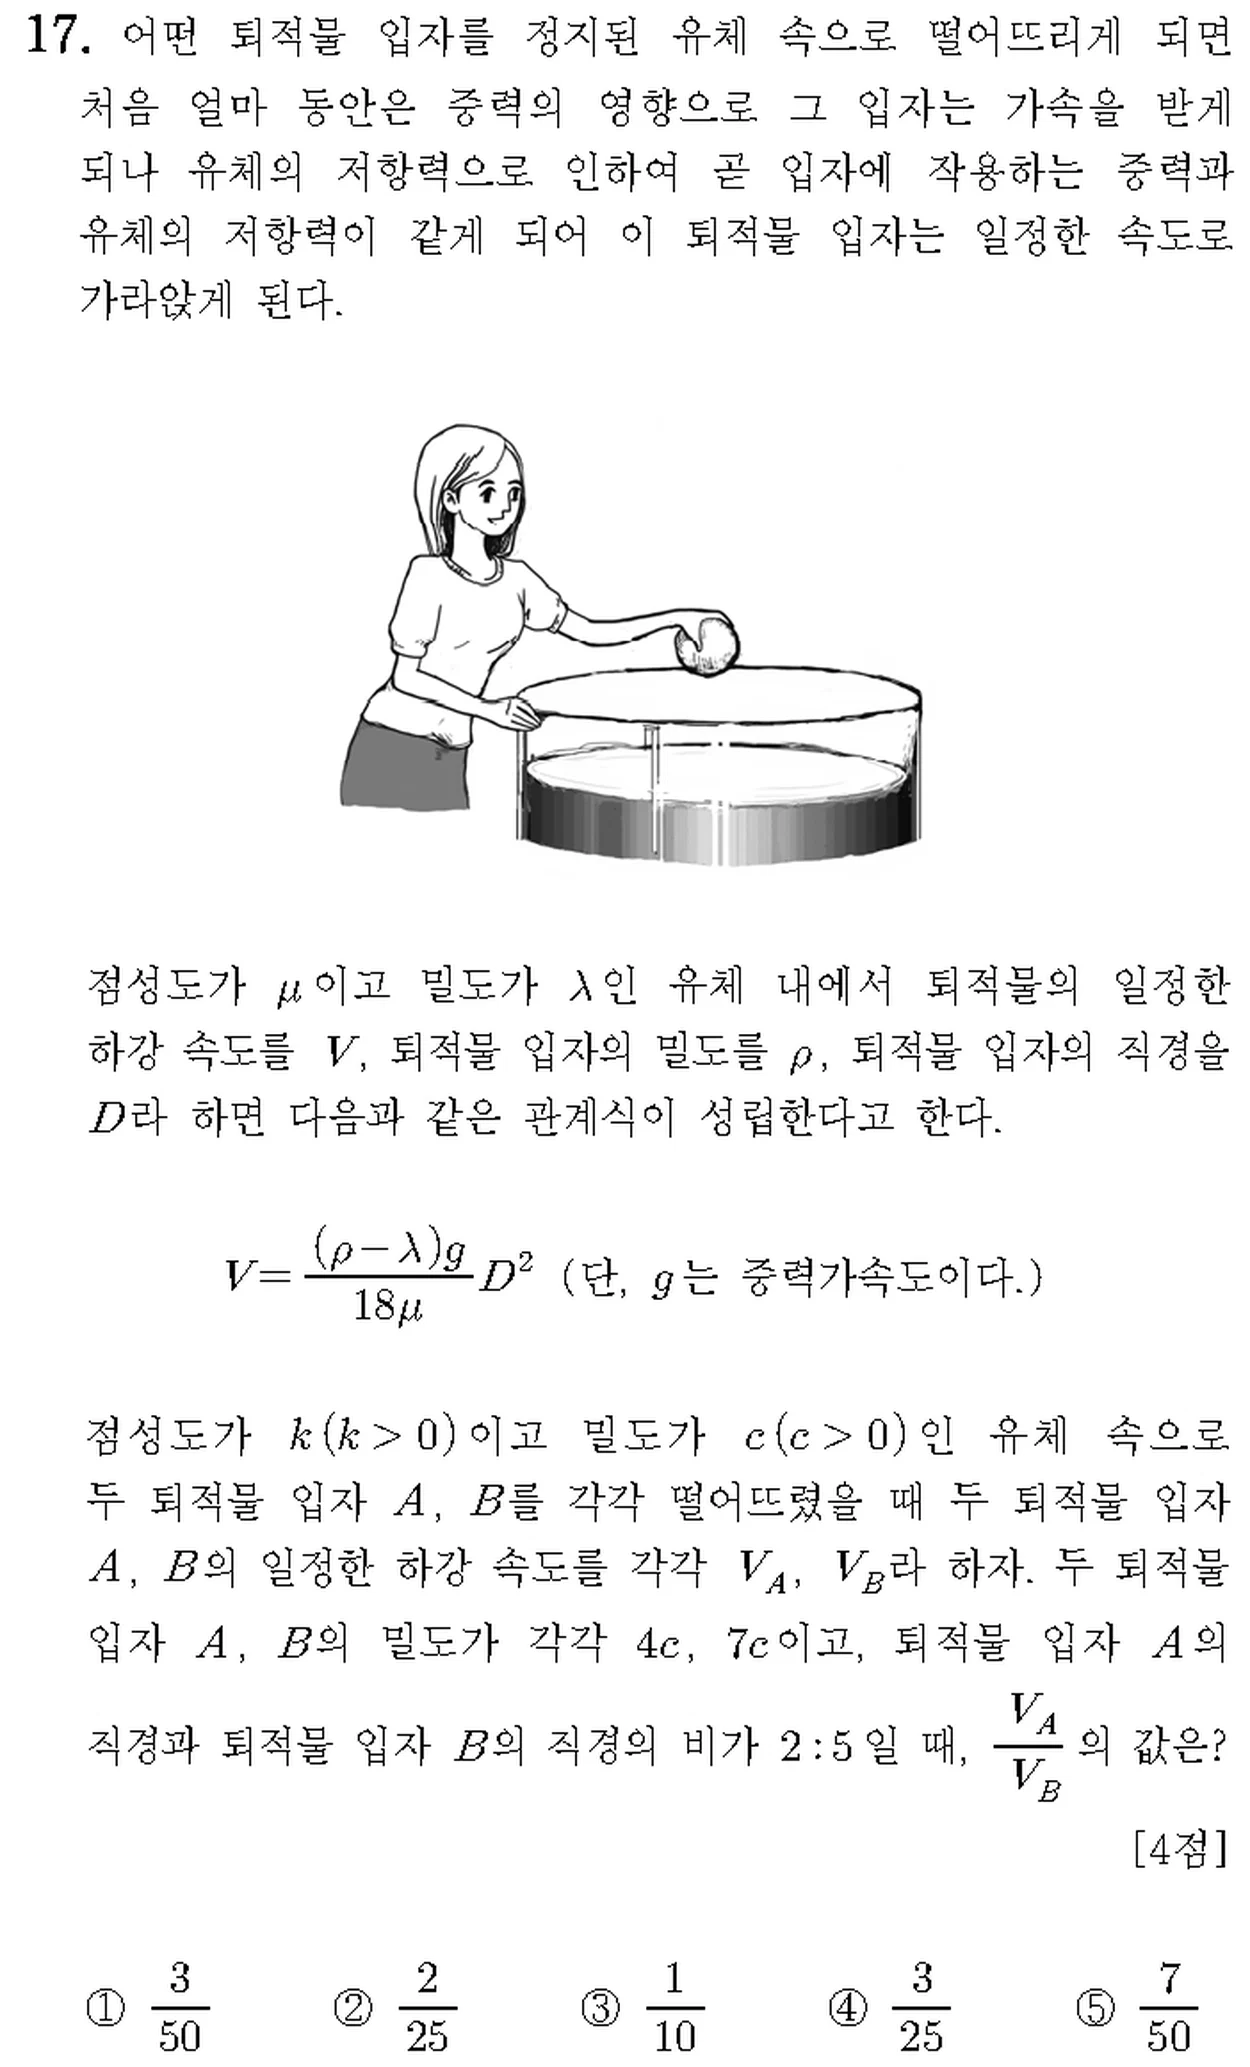 17. 어떤 퇴적물 입자를 정지된 유체 속으로 떨어뜨리게 되면
처음 얼마 동안은 중력의 영향으로 그 입자는 가속을 받게
되나 유체의 저항력으로 인하여 곧 입자에 작용하는 중력과
유체의 저항력이 같게 되어 이 퇴적물 입자는 일정한 속도로
가라앉게 된다.
점성도가 μ이고 밀도가 λ인 유체 내에서 퇴적물의 일정한
하강 속도를 V, 퇴적물 입자의 밀도를 ρ, 퇴적물 입자의 직경을
D라 하면 다음과 같은 관계식이 성립한다고 한다.
V = \frac{(ρ-λ)g}{18μ} D² (단, g는 중력가속도이다.)
점성도가 k(k > 0)이고 밀도가 c(c > 0)인 유체 속으로
두 퇴적물 입자 A, B를 각각 떨어뜨렸을 때 두 퇴적물 입자
A, B의 일정한 하강 속도를 각각 V_A, V_B라 하자. 두 퇴적물
입자 A, B의 밀도가 각각 4c, 7c이고, 퇴적물 입자 A의
직경과 퇴적물 입자 B의 직경의 비가 2:5일 때, \frac{V_A}{V_B}의 값은?
[4점]
① 3/50 ② 2/25 ③ 1/10 ④ 3/25 ⑤ 7/50